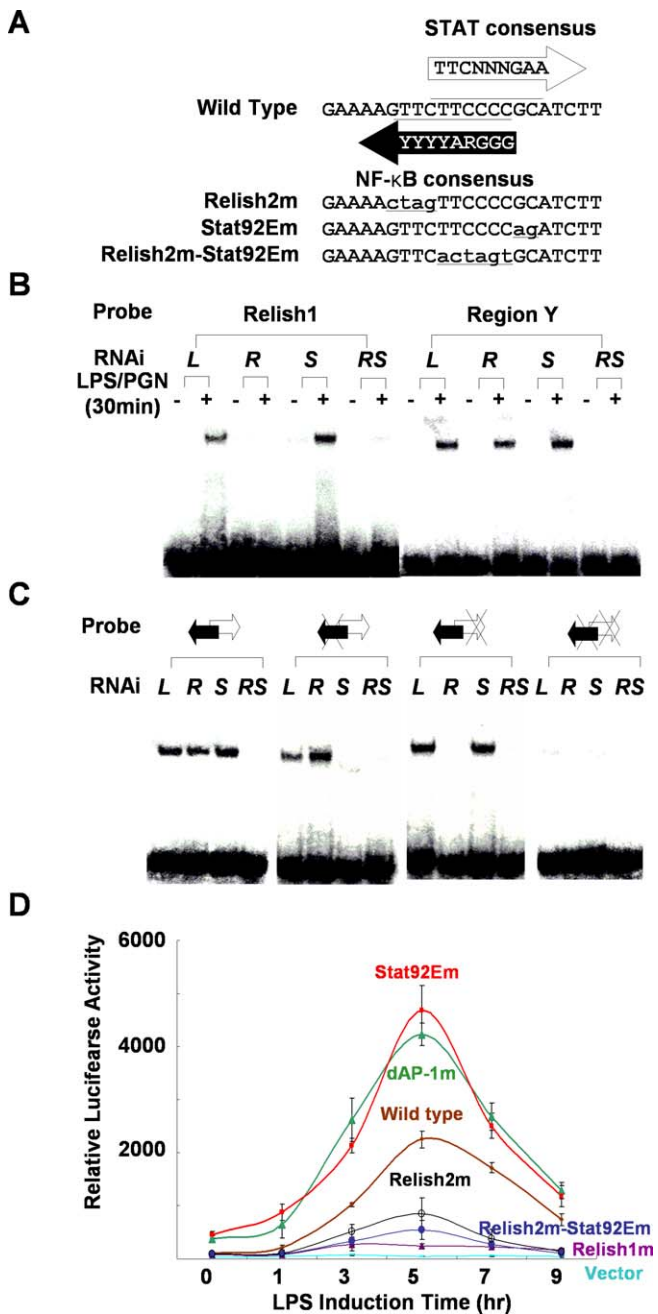 A
STAT consensus
TTCNNNGAA
Wild Type GAAAAGTTCTTCCCCGCATCTT
YYYYARGGG
NF-κB consensus
Relish2m GAAAActagTTCCCCGCATCTT
Stat92Em GAAAAGTTCTTCCCCagATCTT
Relish2m-Stat92Em GAAAAGTTCactagtGCATCTT
B
Probe Relish1 Region Y
RNAi L R S RS L R S RS
LPS/PGN
(30min) - + - + - + - + - + - + - + - +
C
Probe
RNAi L R S RS L R S RS L R S RS L R S RS
D
Relative Lucifearse Activity
6000
4000
2000
Stat92Em
dAP-1m
Wild type
Relish2m
Relish2m-Stat92Em
Relish1m
Vector
0 1 3 5 7 9
LPS Induction Time (hr)